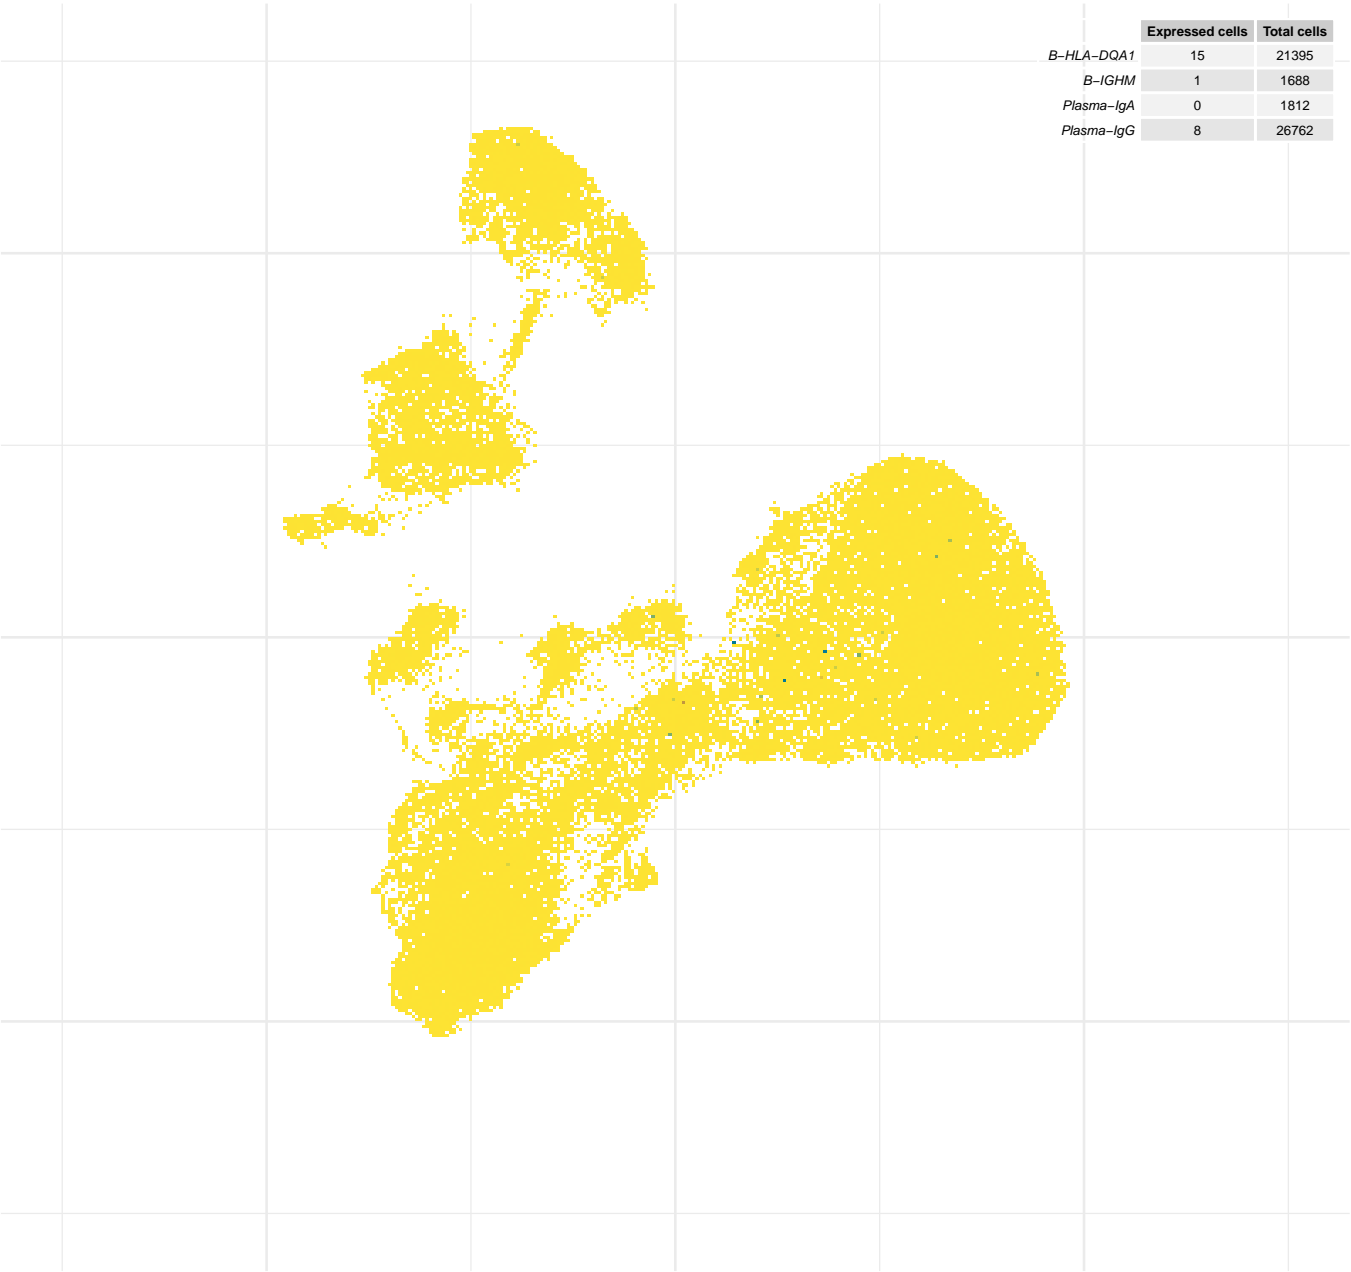 Expressed cells Total cells
B−HLA−DQA1 15 21395
B−IGHM 1 1688
Plasma−IgA 0 1812
Plasma−IgG 8 26762